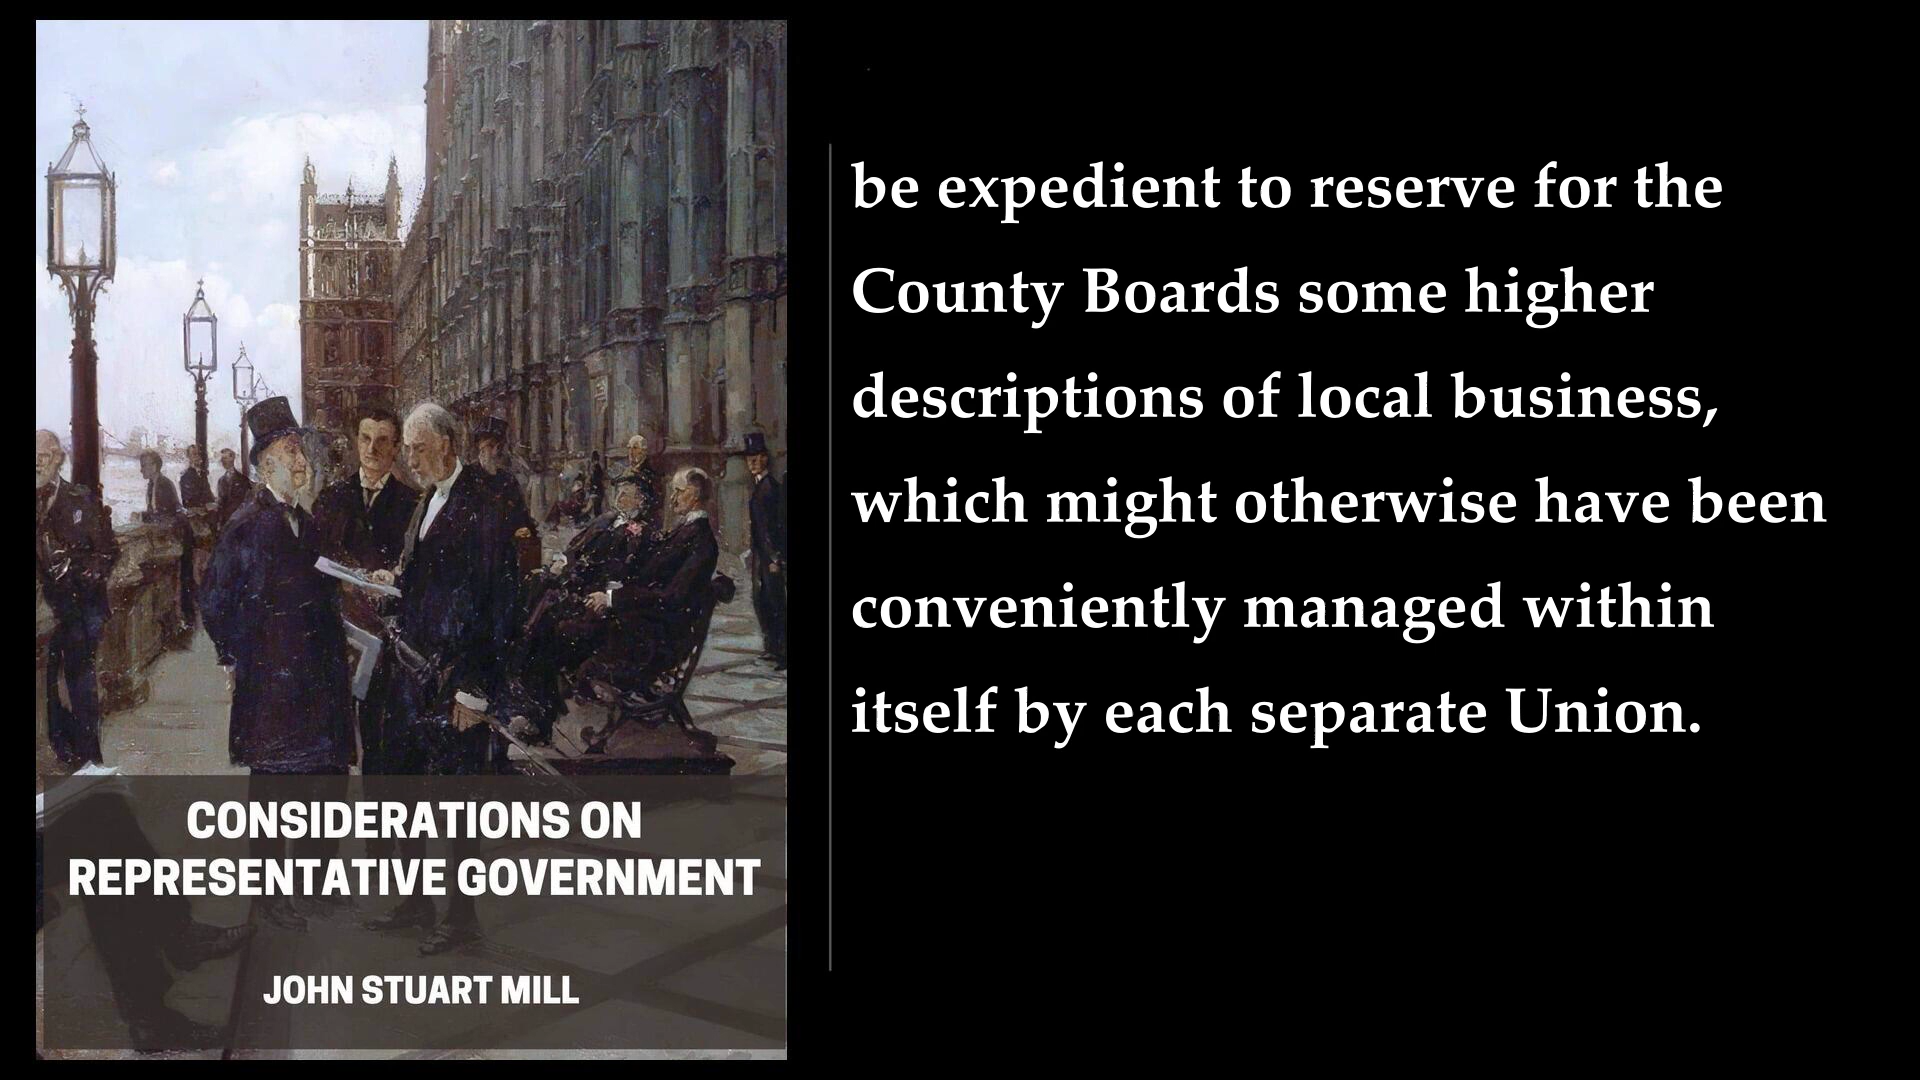 CONSIDERATIONS ON
REPRESENTATIVE GOVERNMENT
JOHN STUART MILL
be expedient to reserve for the
County Boards some higher
descriptions of local business,
which might otherwise have been
conveniently managed within
itself by each separate Union.